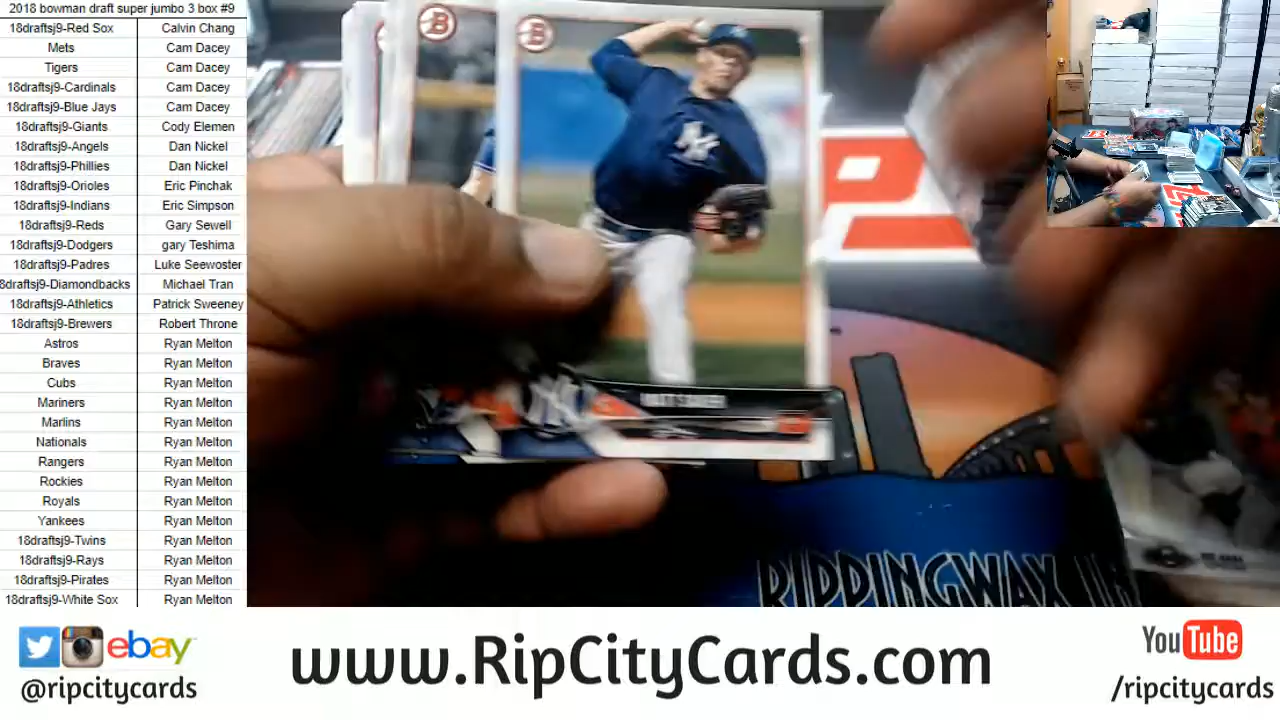 2018 bowman draft super jumbo 3 box #9
18draftsj9-Red Sox Calvin Chang
Mets Cam Dacey
Tigers Cam Dacey
18draftsj9-Cardinals Cam Dacey
18draftsj9-Blue Jays Cam Dacey
18draftsj9-Giants Cody Elemen
18draftsj9-Angels Dan Nickel
18draftsj9-Phillies Dan Nickel
18draftsj9-Orioles Eric Pinchak
18draftsj9-Indians Eric Simpson
18draftsj9-Reds Gary Sewell
18draftsj9-Dodgers gary Teshima
18draftsj9-Padres Luke Seewoster
8draftsj9-Diamondbacks Michael Tran
18draftsj9-Athletics Patrick Sweeney
18draftsj9-Brewers Robert Throne
Astros Ryan Melton
Braves Ryan Melton
Cubs Ryan Melton
Mariners Ryan Melton
Marlins Ryan Melton
Nationals Ryan Melton
Rangers Ryan Melton
Rockies Ryan Melton
Royals Ryan Melton
Yankees Ryan Melton
18draftsj9-Twins Ryan Melton
18draftsj9-Rays Ryan Melton
18draftsj9-Pirates Ryan Melton
18draftsj9-White Sox Ryan Melton
B
B
NY
P
RIPPINGWAX
ebay
@ripcitycards
www.RipCityCards.com
YouTube
/ripcitycards